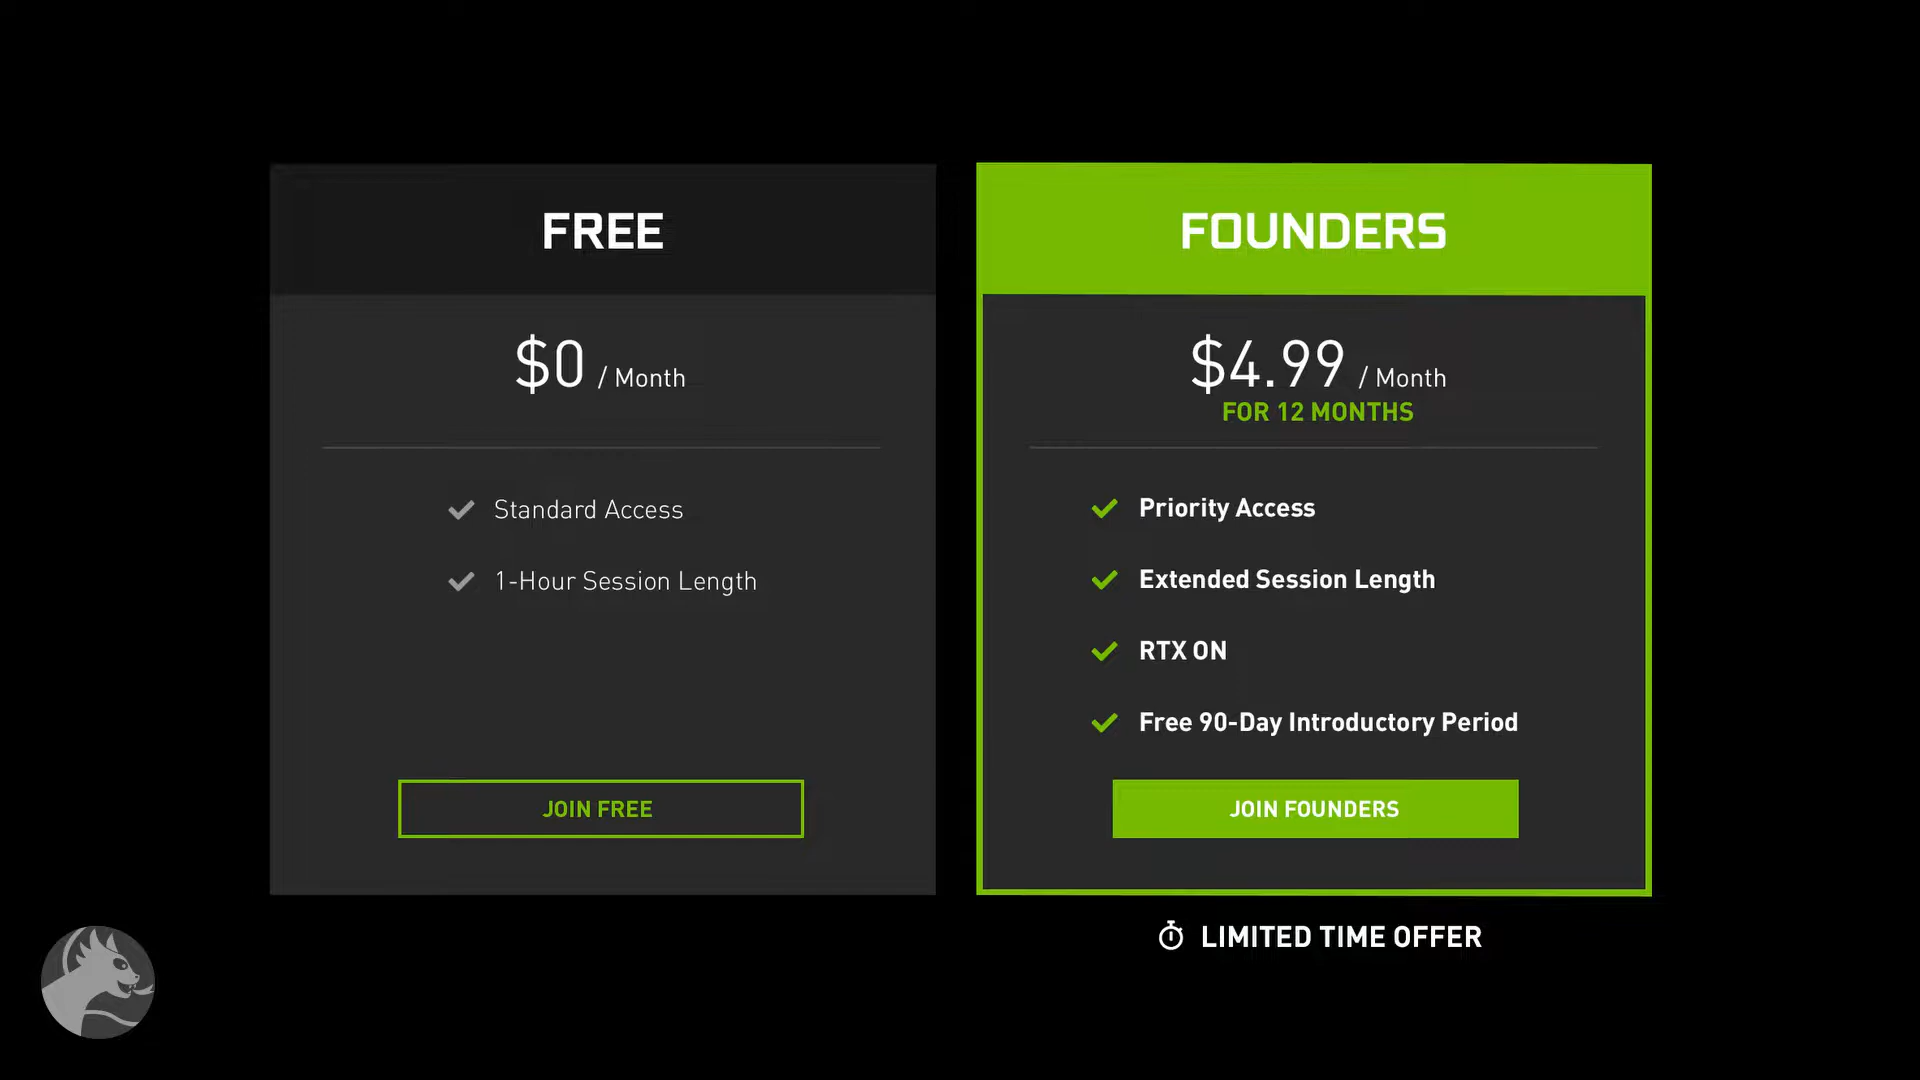 FREE
$0 / Month
Standard Access
1-Hour Session Length
JOIN FREE
FOUNDERS
$4.99 / Month
FOR 12 MONTHS
Priority Access
Extended Session Length
RTX ON
Free 90-Day Introductory Period
JOIN FOUNDERS
LIMITED TIME OFFER